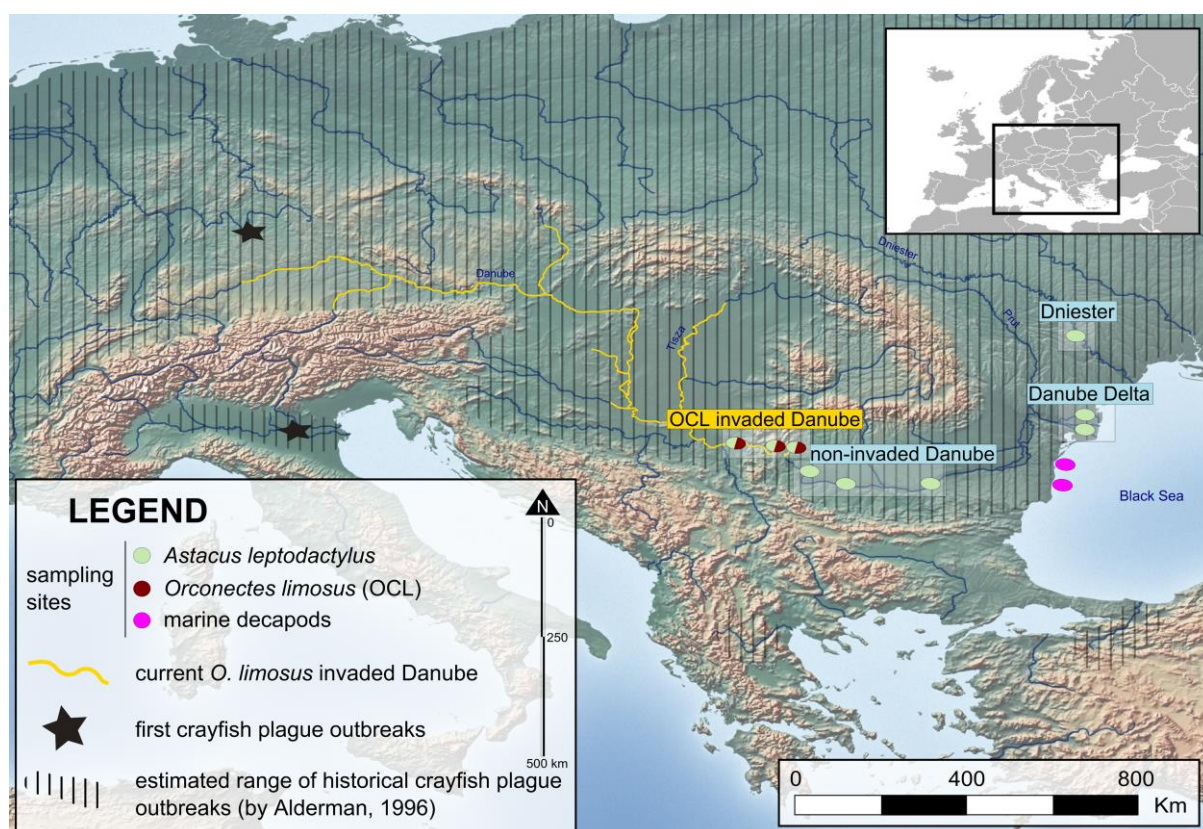 Dniester
Danube
Prut
Tisza
Dniester
Danube Delta
OCL invaded Danube
non-invaded Danube
Black Sea
LEGEND
sampling
sites
Astacus leptodactylus
Orconectes limosus (OCL)
marine decapods
current O. limosus invaded Danube
first crayfish plague outbreaks
estimated range of historical crayfish plague
outbreaks (by Alderman, 1996)
N
0
250
500 km
0 400 800
Km